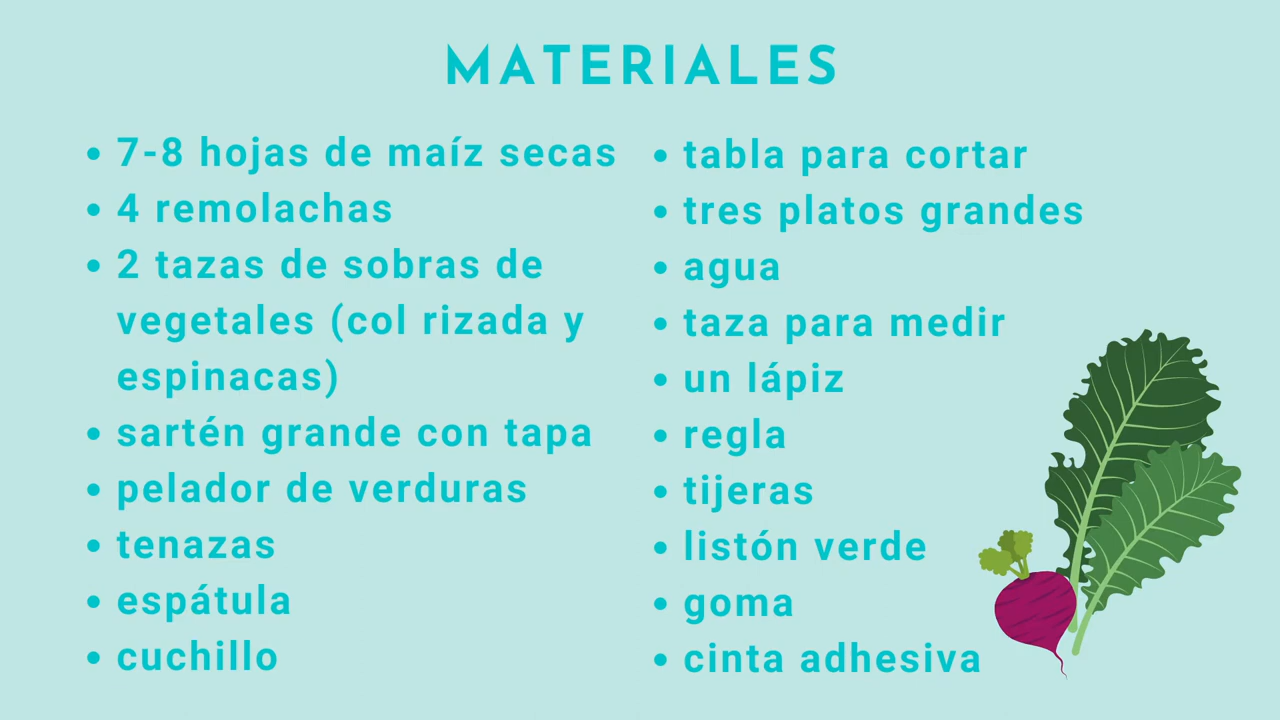 MATERIALES
• 7-8 hojas de maíz secas
• 4 remolachas
• 2 tazas de sobras de
vegetales (col rizada y
espinacas)
• sartén grande con tapa
• pelador de verduras
• tenazas
• espátula
• cuchillo
• tabla para cortar
• tres platos grandes
• agua
• taza para medir
• un lápiz
• regla
• tijeras
• listón verde
• goma
• cinta adhesiva